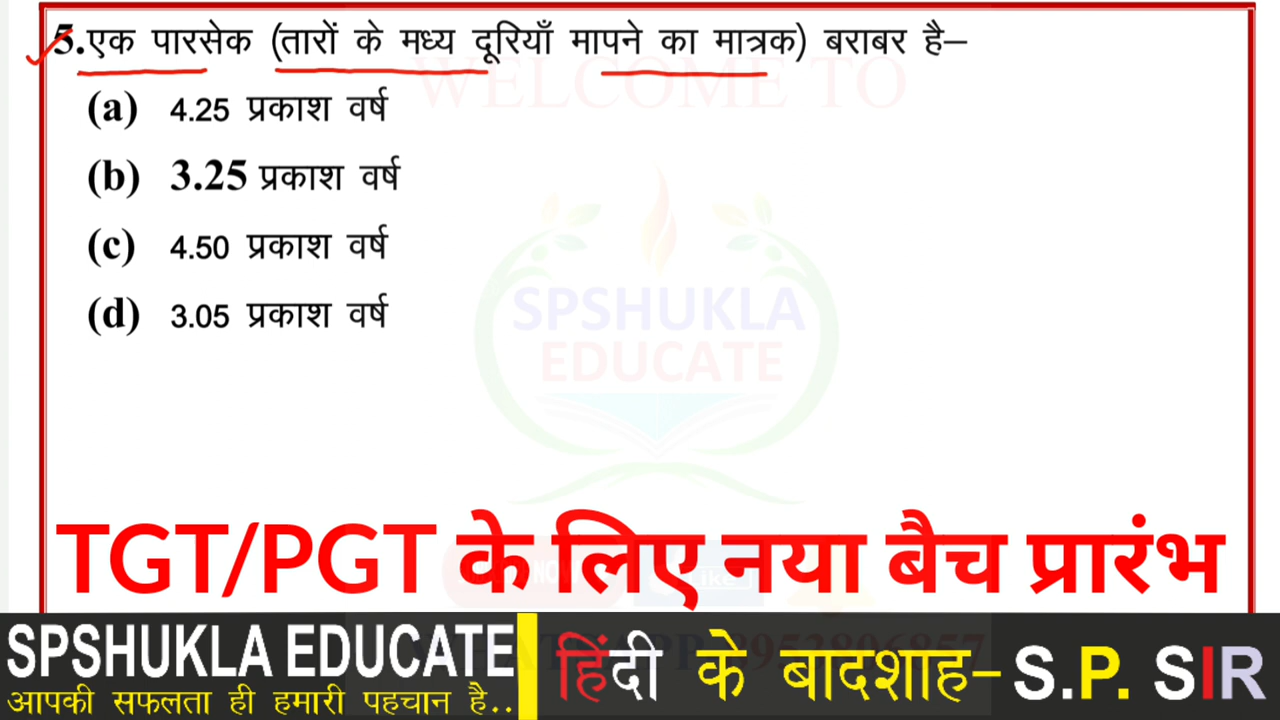 WELCOME TO
5.एक पारसेक (तारों के मध्य दूरियाँ मापने का मात्रक) बराबर है–
(a) 4.25 प्रकाश वर्ष
(b) 3.25 प्रकाश वर्ष
(c) 4.50 प्रकाश वर्ष
(d) 3.05 प्रकाश वर्ष
SPSHUKLA
EDUCATE
TGT/PGT के लिए नया बैच प्रारंभ
SPSHUKLA EDUCATE
आपकी सफलता ही हमारी पहचान है..
हिंदी के बादशाह– S.P. SIR